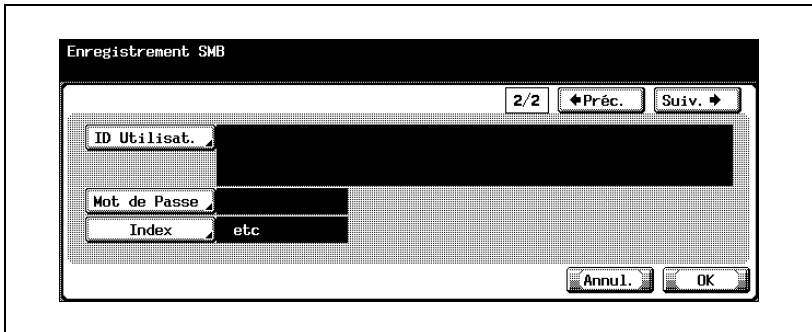 Enregistrement SMB
2/2 ←Préc. Suiv.→
ID Utilisat.
Mot de Passe
Index etc
Annul. OK